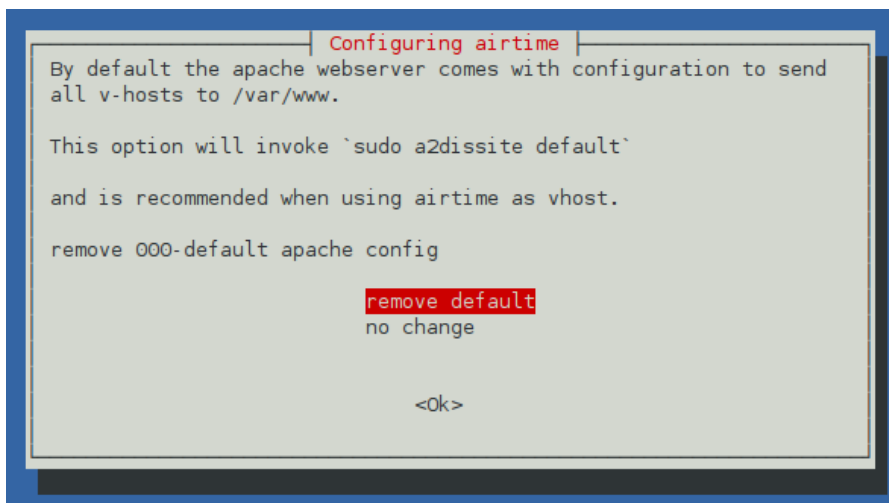 Configuring airtime
By default the apache webserver comes with configuration to send
all v-hosts to /var/www.
This option will invoke `sudo a2dissite default`
and is recommended when using airtime as vhost.
remove 000-default apache config
remove default
no change
<Ok>